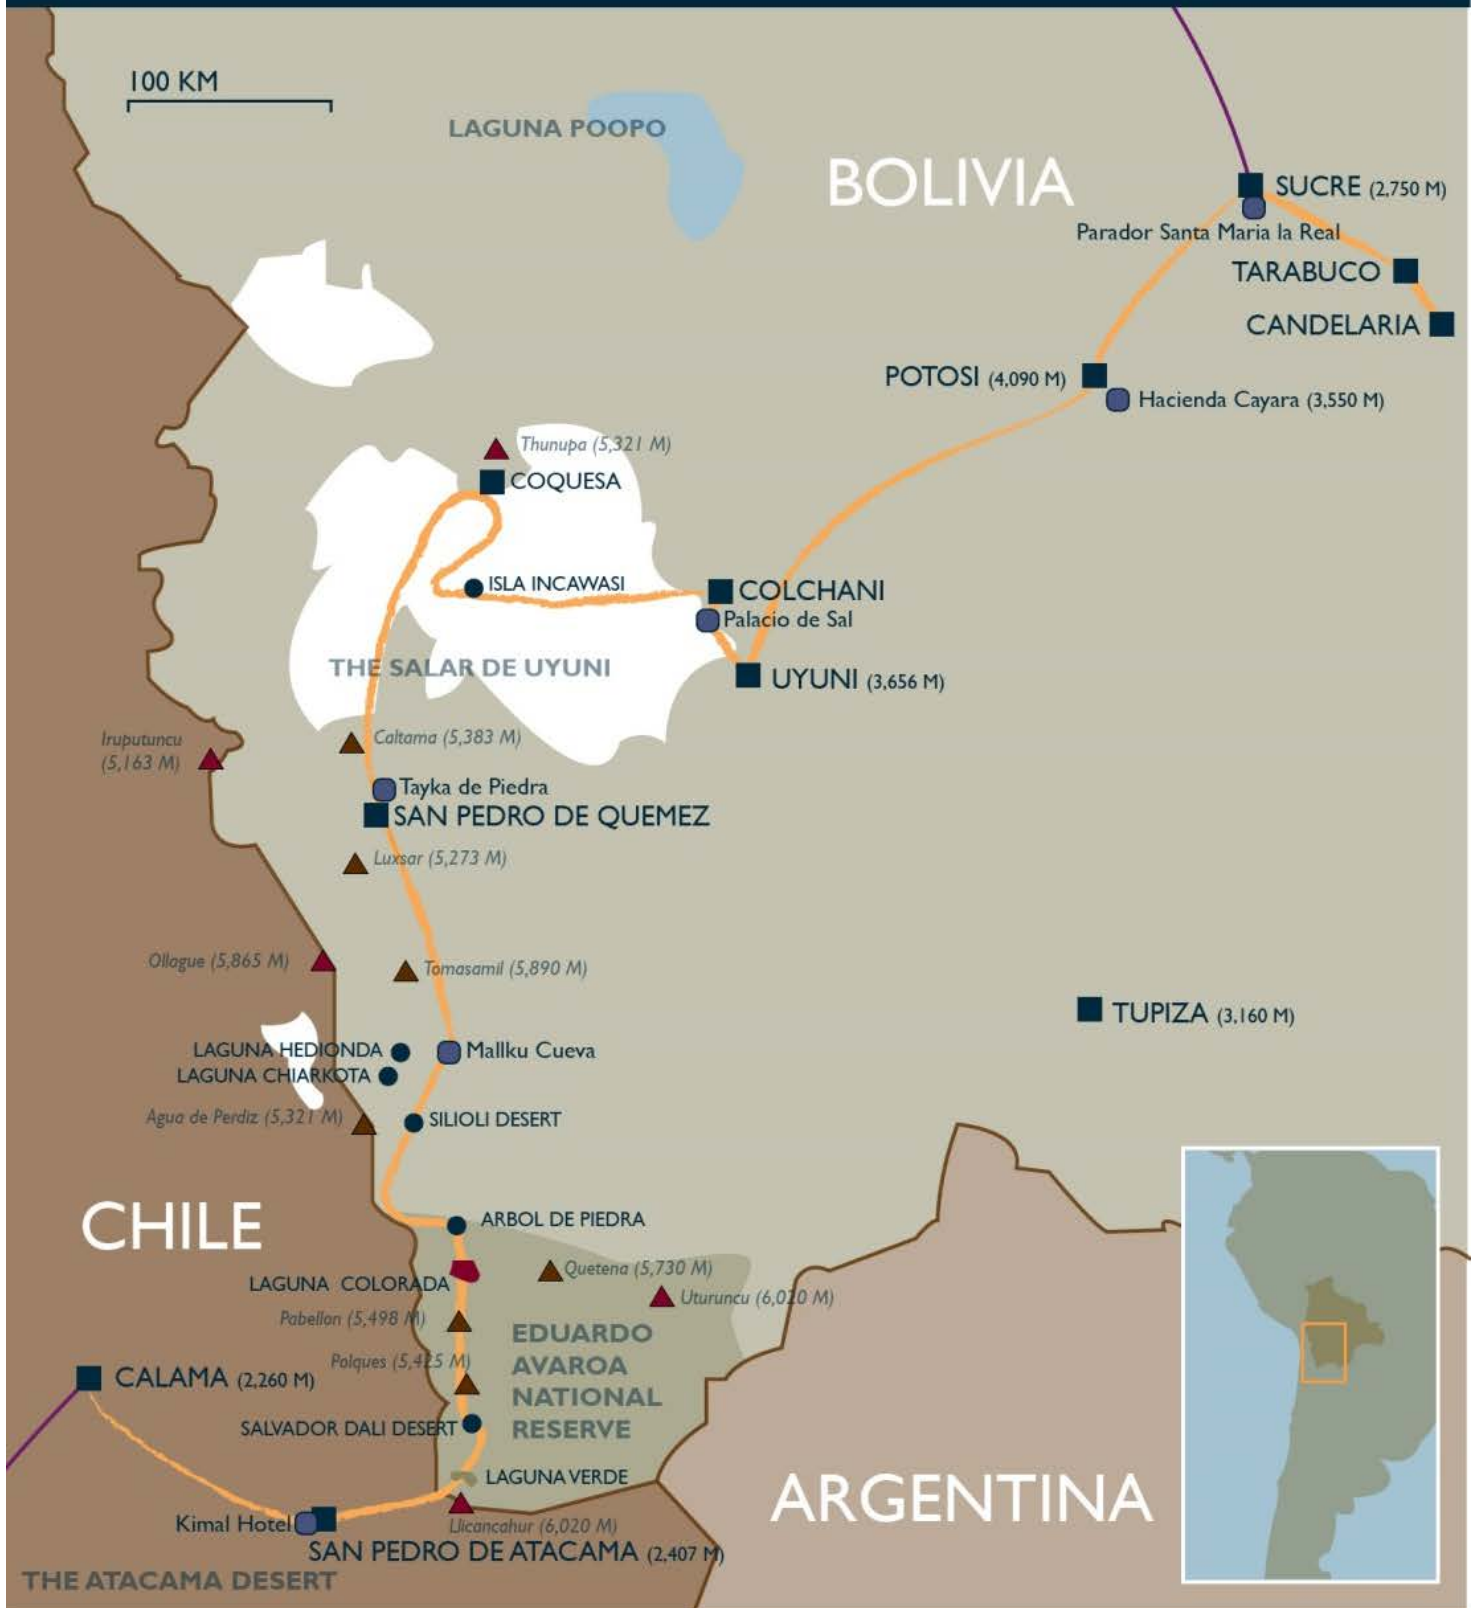 100 KM
LAGUNA POOPO
BOLIVIA
SUCRE (2,750 M)
Parador Santa Maria la Real
TARABUCO
CANDELARIA
POTOSI (4,090 M)
Hacienda Cayara (3,550 M)
Thunupa (5,321 M)
COQUESA
ISLA INCAWASI
COLCHANI
Palacio de Sal
THE SALAR DE UYUNI
UYUNI (3,656 M)
Iruputuncu
(5,163 M)
Caltama (5,383 M)
Tayka de Piedra
SAN PEDRO DE QUEMEZ
Luxsar (5,273 M)
Ollague (5,865 M)
Tomasamil (5,890 M)
TUPIZA (3,160 M)
LAGUNA HEDIONDA
Mallku Cueva
LAGUNA CHIARKOTA
Agua de Perdiz (5,321 M)
SILIOLI DESERT
CHILE
ARBOL DE PIEDRA
Quetena (5,730 M)
LAGUNA COLORADA
Uturuncu (6,020 M)
Pabellon (5,498 M)
EDUARDO
AVAROA
NATIONAL
RESERVE
Polques (5,425 M)
CALAMA (2,260 M)
SALVADOR DALI DESERT
LAGUNA VERDE
ARGENTINA
Kimal Hotel
Llicancahur (6,020 M)
SAN PEDRO DE ATACAMA (2,407 M)
THE ATACAMA DESERT